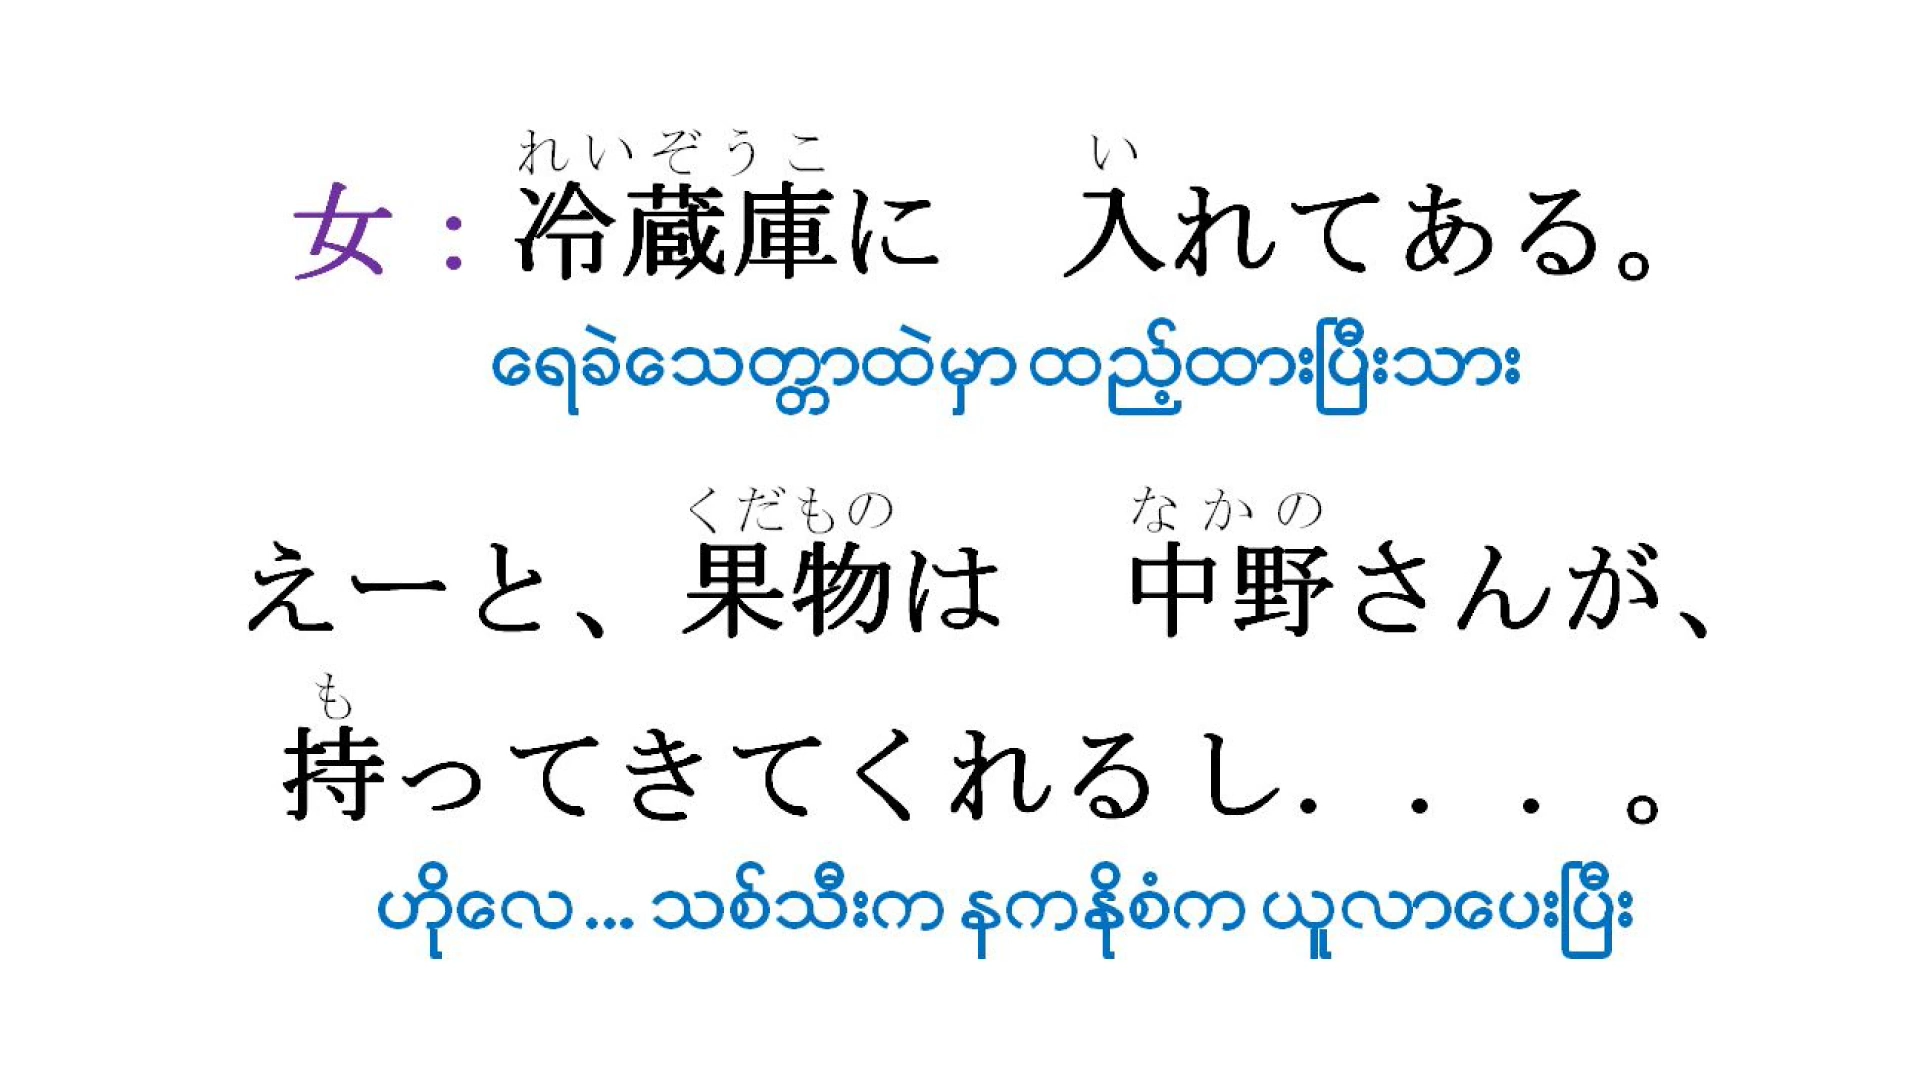 れいぞうこ い
女：冷蔵庫に 入れてある。
ရေခဲသေတ္တာထဲမှာ ထည့်ထားပြီးသား
くだもの なかの
えーと、果物は 中野さんが、
も
持ってきてくれるし．．．。
ဟိုလေ... သစ်သီးက နကနိုစံက ယူလာပေးပြီး